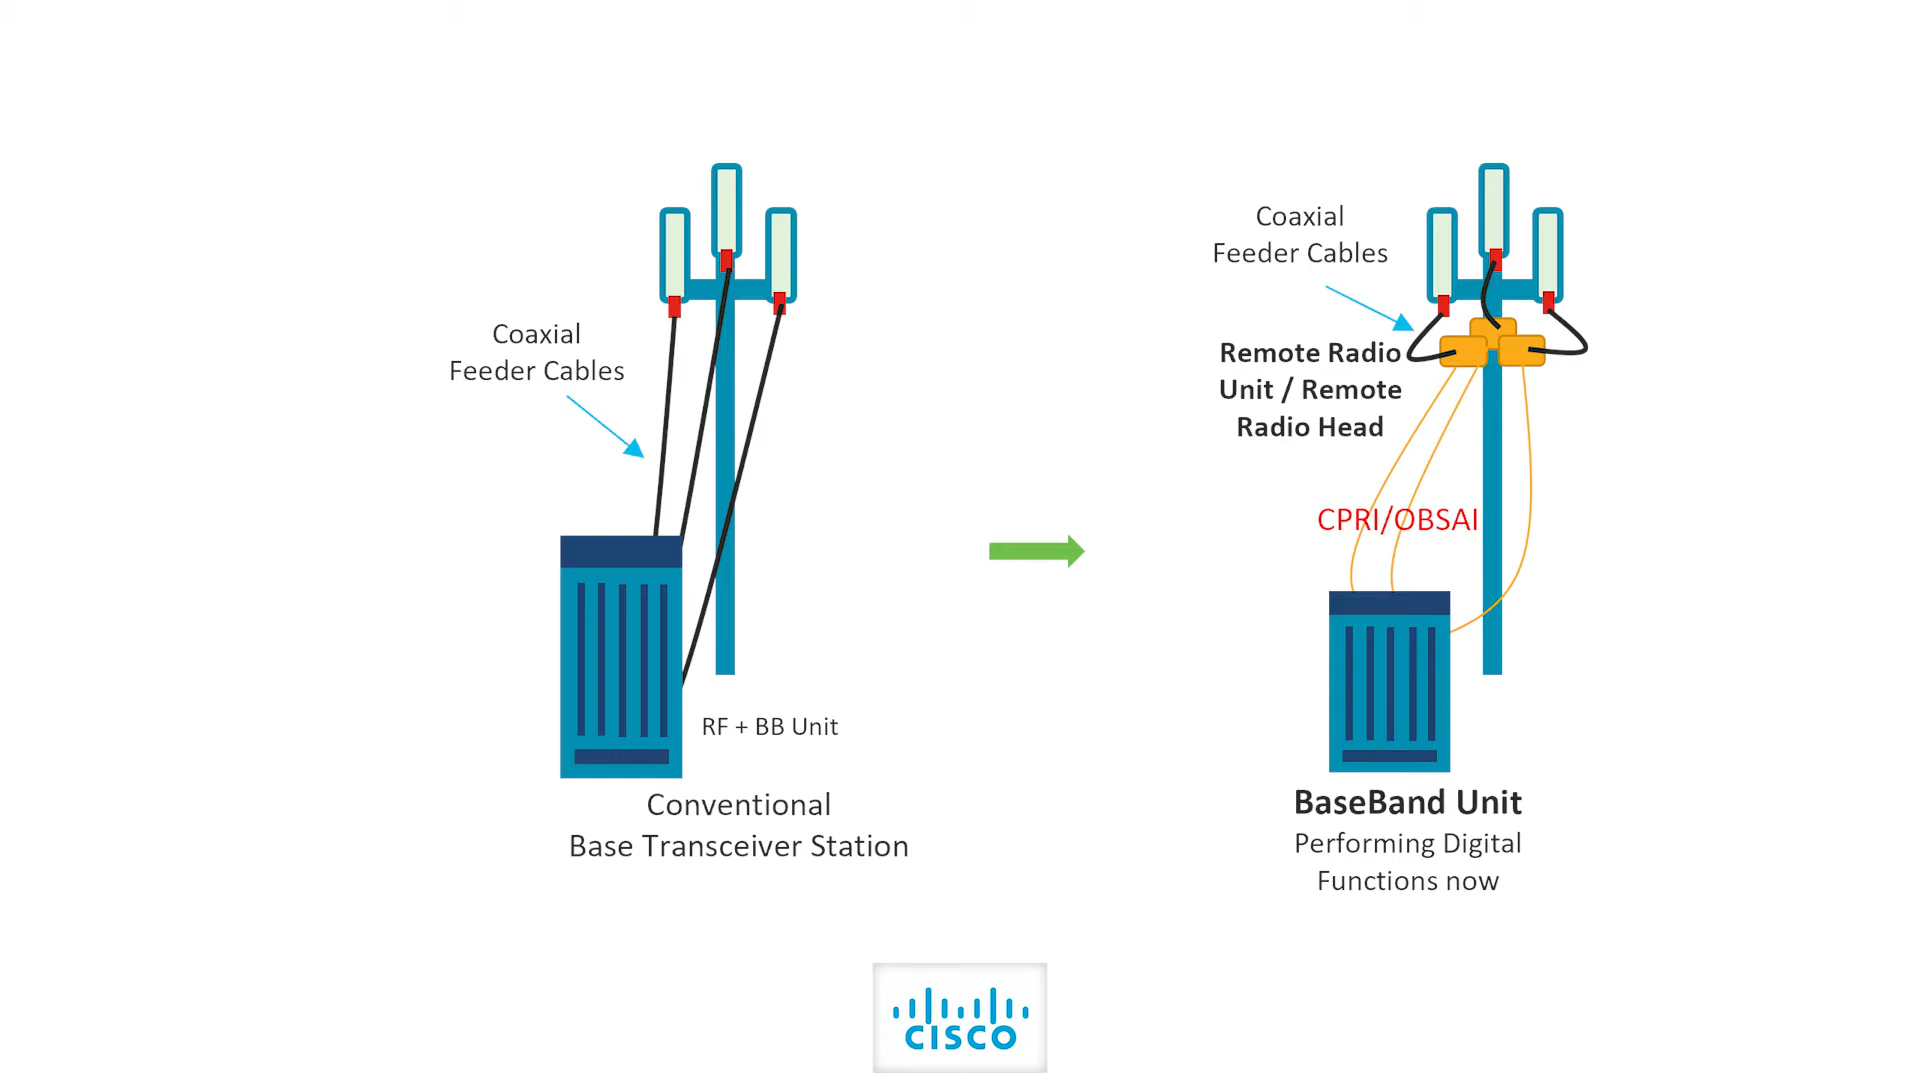 Coaxial
Feeder Cables
RF + BB Unit
Conventional
Base Transceiver Station
Coaxial
Feeder Cables
Remote Radio
Unit / Remote
Radio Head
CPRI/OBSAI
BaseBand Unit
Performing Digital
Functions now
CISCO